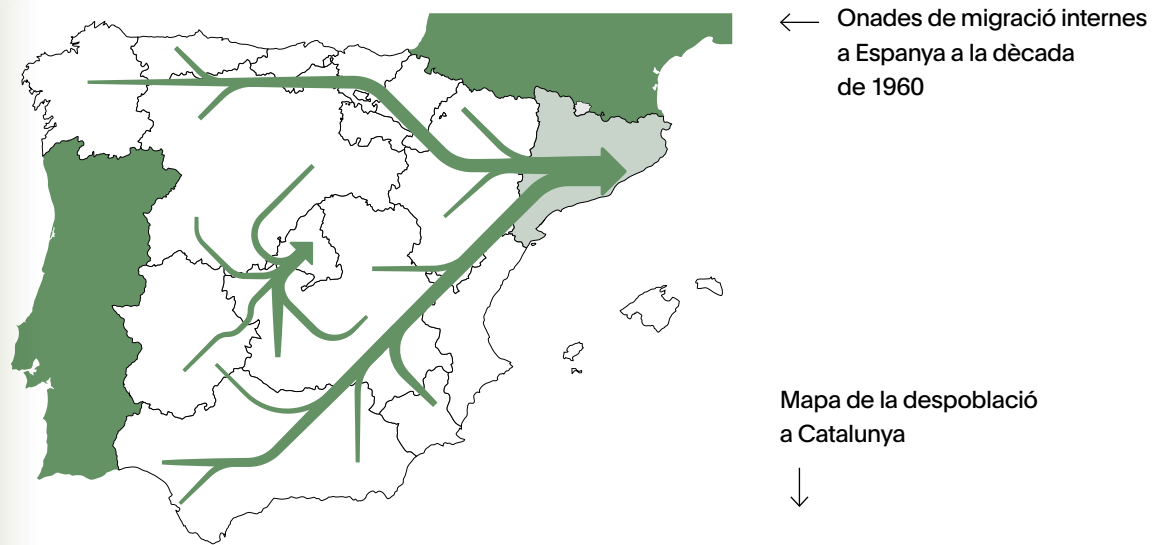 Onades de migració internes
a Espanya a la dècada
de 1960
Mapa de la despoblació
a Catalunya